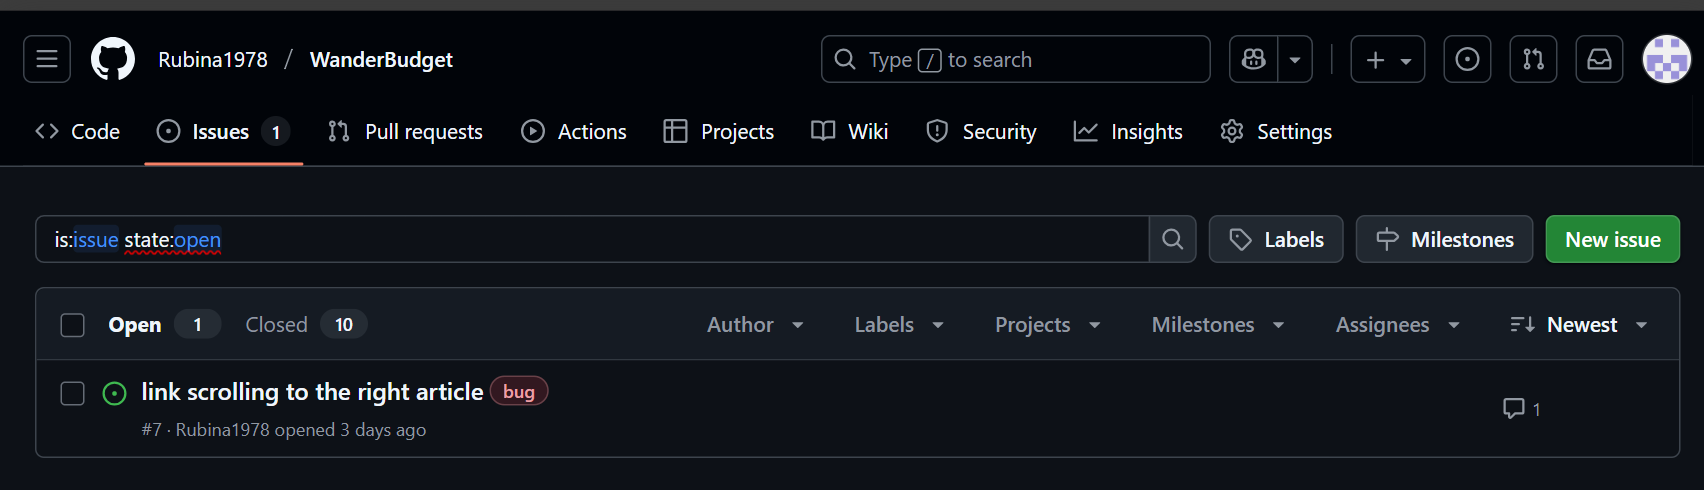 Rubina1978 / WanderBudget Type / to search
Code Issues 1 Pull requests Actions Projects Wiki Security Insights Settings
is:issue state:open Labels Milestones New issue
Open 1 Closed 10 Author Labels Projects Milestones Assignees Newest
link scrolling to the right article bug
#7 · Rubina1978 opened 3 days ago 1